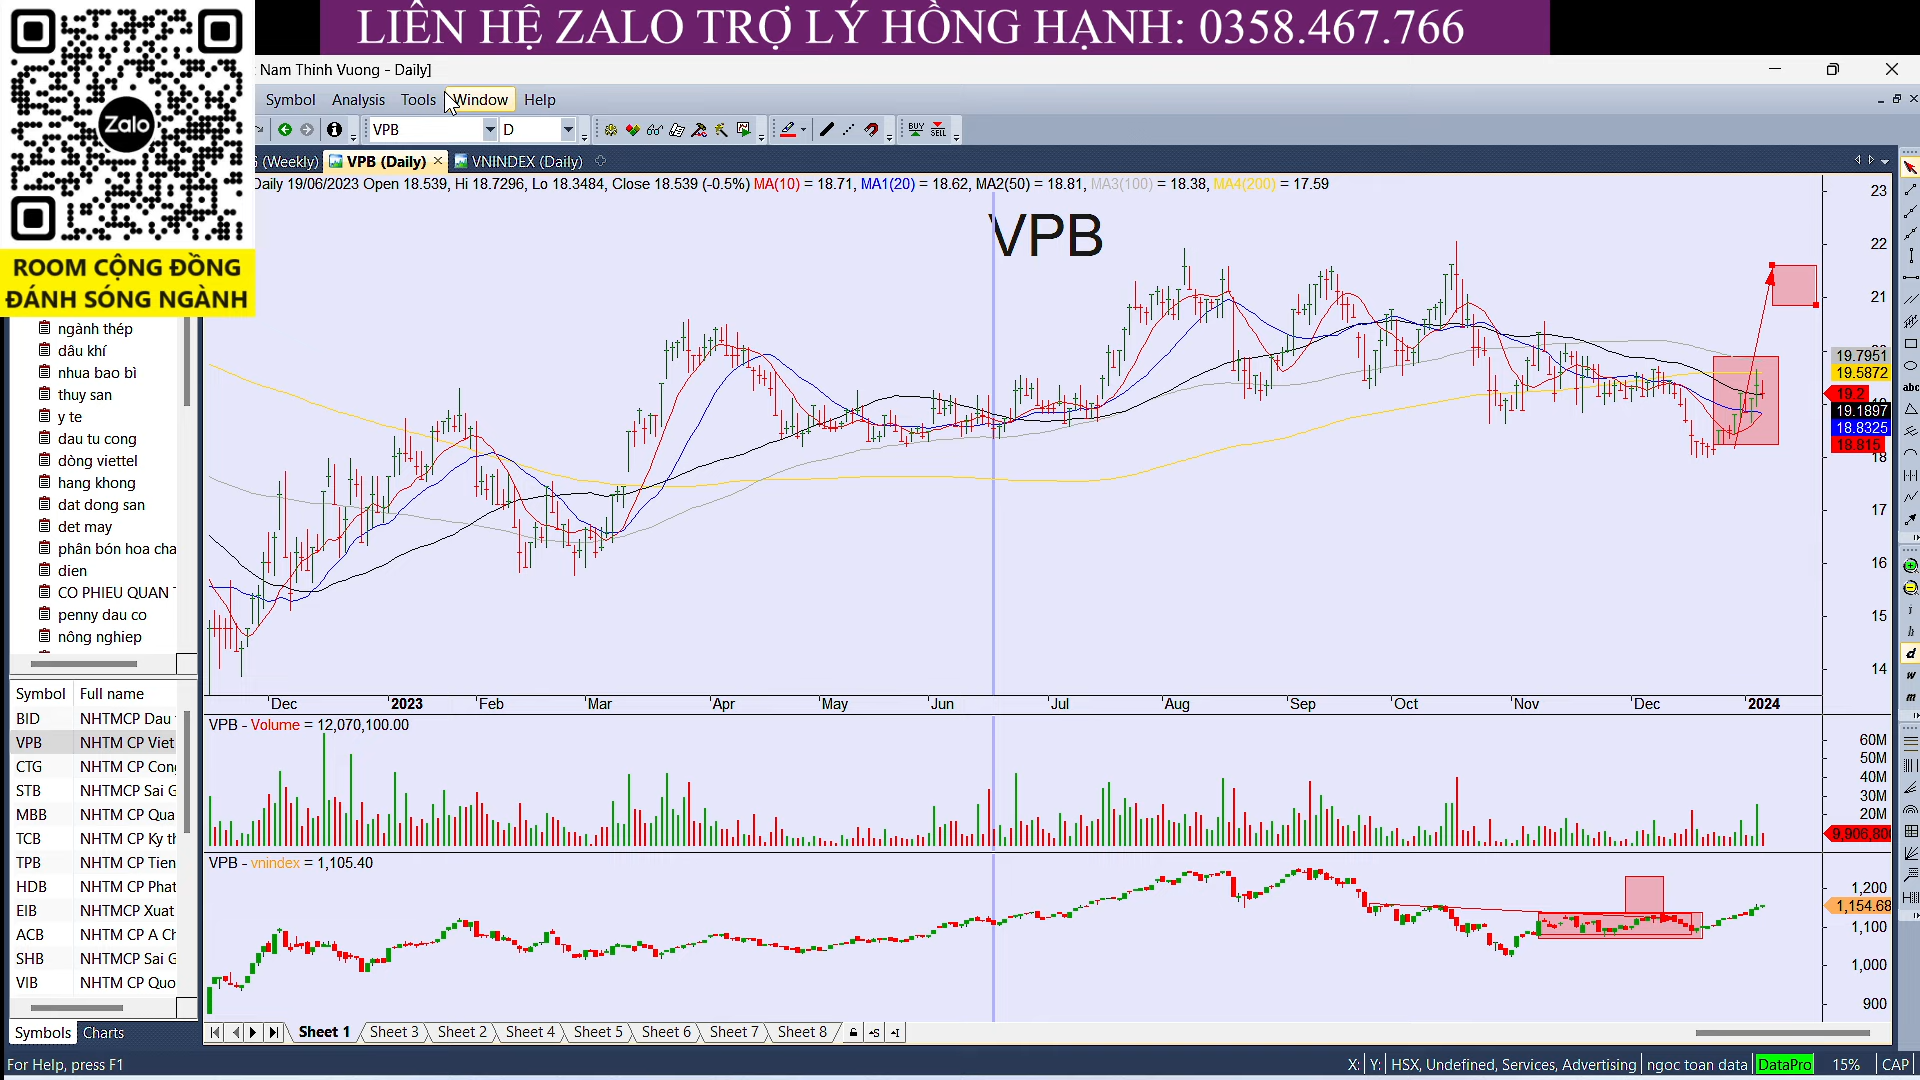 LIÊN HỆ ZALO TRỢ LÝ HỒNG HẠNH: 0358.467.766
Zalo
ROOM CỘNG ĐỒNG
ĐÁNH SÓNG NGÀNH
Nam Thinh Vuong - Daily]
Symbol Analysis Tools Window Help
VPB D BUY SELL
(Weekly) VPB (Daily) VNINDEX (Daily)
Daily 19/06/2023 Open 18.539, Hi 18.7296, Lo 18.3484, Close 18.539 (-0.5%) MA(10) = 18.71, MA1(20) = 18.62, MA2(50) = 18.81, MA3(100) = 18.38, MA4(200) = 17.59
VPB
23
22
21
19.7951
19.5872
19.2
19.1897
18.8325
18.815
18
17
16
15
14
Dec 2023 Feb Mar Apr May Jun Jul Aug Sep Oct Nov Dec 2024
VPB - Volume = 12,070,100.00
60M
50M
40M
30M
20M
9,906,800
VPB - vnindex = 1,105.40
1,200
1,154.68
1,100
1,000
900
ngành thép
dâu khí
nhua bao bì
thuy san
y te
dau tu cong
dòng viettel
hang khong
dat dong san
det may
phân bón hoa cha
dien
CO PHIEU QUAN
penny dau co
nông nghiep
Symbol Full name
BID NHTMCP Dau
VPB NHTM CP Viet
CTG NHTM CP Con
STB NHTMCP Sai G
MBB NHTM CP Qua
TCB NHTM CP Ky th
TPB NHTM CP Tien
HDB NHTM CP Phat
EIB NHTMCP Xuat
ACB NHTM CP A Ch
SHB NHTMCP Sai G
VIB NHTM CP Quo
Symbols Charts
Sheet 1 Sheet 3 Sheet 2 Sheet 4 Sheet 5 Sheet 6 Sheet 7 Sheet 8
abc
d
w
m
For Help, press F1
X: Y: HSX, Undefined, Services, Advertising ngoc toan data DataPro 15% CAP